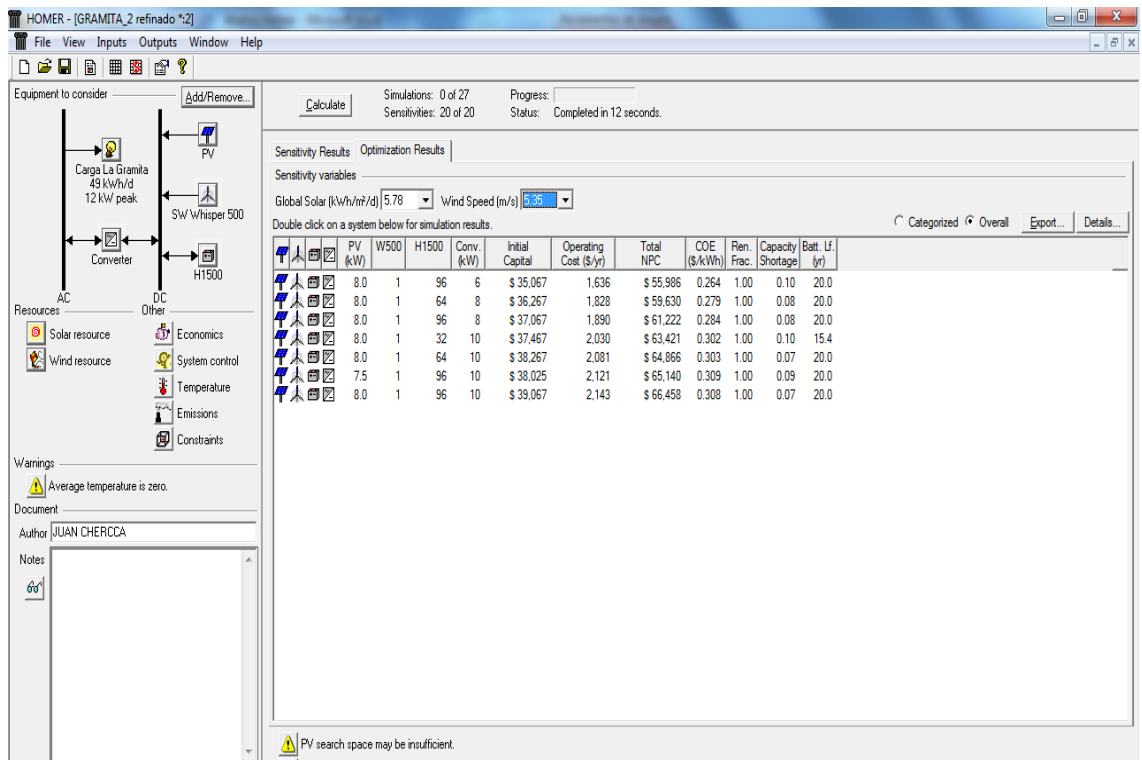 HOMER - [GRAMITA_2 refinado *:2]
File View Inputs Outputs Window Help
Equipment to consider
Add/Remove...
Carga La Gramita
49 kWh/d
12 kW peak
PV
SW Whisper 500
Converter
H1500
AC DC
Resources Other
Solar resource Economics
Wind resource System control
Temperature
Emissions
Constraints
Warnings
Average temperature is zero.
Document
Author JUAN CHERCCA
Notes
Calculate
Simulations: 0 of 27 Progress:
Sensitivities: 20 of 20 Status: Completed in 12 seconds.
Sensitivity Results Optimization Results
Sensitivity variables
Global Solar (kWh/m²/d) 5.78 Wind Speed (m/s) 5.35
Double click on a system below for simulation results.
Categorized Overall Export... Details...
PV (kW) W500 H1500 Conv. (kW) Initial Capital Operating Cost ($/yr) Total NPC COE ($/kWh) Ren. Frac. Capacity Shortage Batt. Lf. (yr)
8.0 1 96 6 $ 35,067 1,636 $ 55,986 0.264 1.00 0.10 20.0
8.0 1 64 8 $ 36,267 1,828 $ 59,630 0.279 1.00 0.08 20.0
8.0 1 96 8 $ 37,067 1,890 $ 61,222 0.284 1.00 0.08 20.0
8.0 1 32 10 $ 37,467 2,030 $ 63,421 0.302 1.00 0.10 15.4
8.0 1 64 10 $ 38,267 2,081 $ 64,866 0.303 1.00 0.07 20.0
7.5 1 96 10 $ 38,025 2,121 $ 65,140 0.309 1.00 0.09 20.0
8.0 1 96 10 $ 39,067 2,143 $ 66,458 0.308 1.00 0.07 20.0
PV search space may be insufficient.